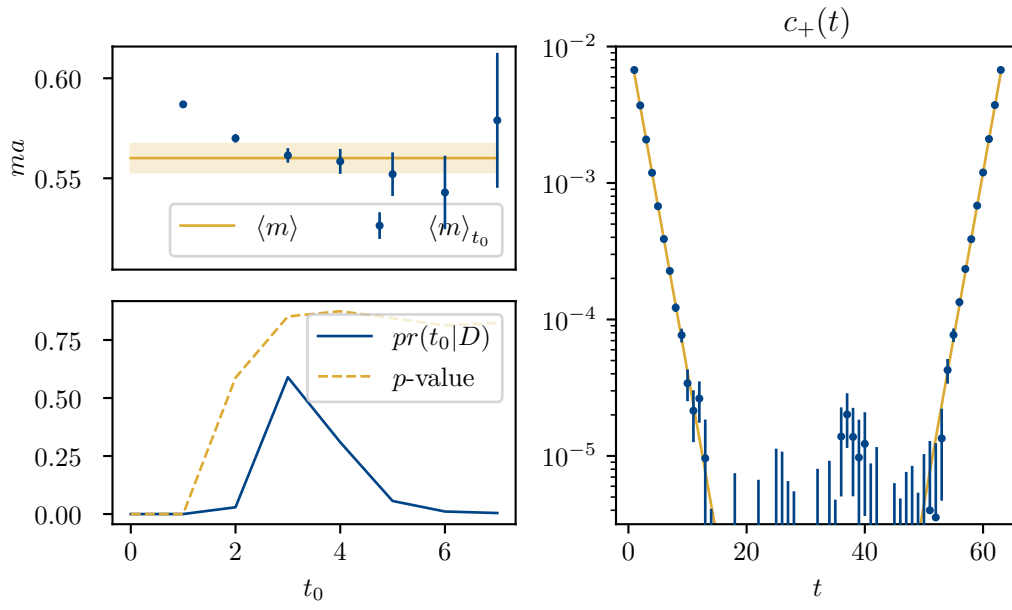 0.60
0.55
ma
⟨m⟩
⟨m⟩t₀
0.75
0.50
0.25
0.00
pr(t₀|D)
p-value
0 2 4 6
t₀
c₊(t)
10⁻²
10⁻³
10⁻⁴
10⁻⁵
0 20 40 60
t